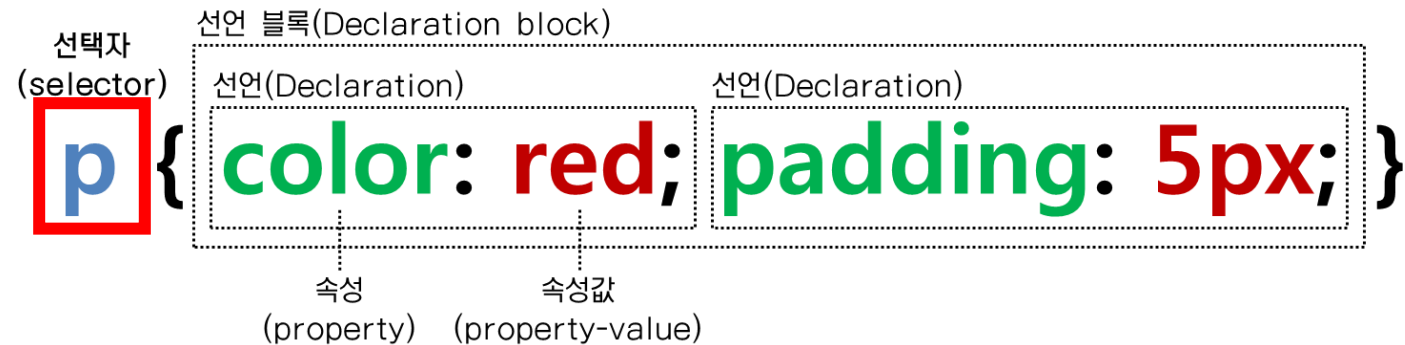 선언 블록(Declaration block)
선택자
(selector)
선언(Declaration) 선언(Declaration)
p { color: red; padding: 5px; }
속성 속성값
(property) (property-value)